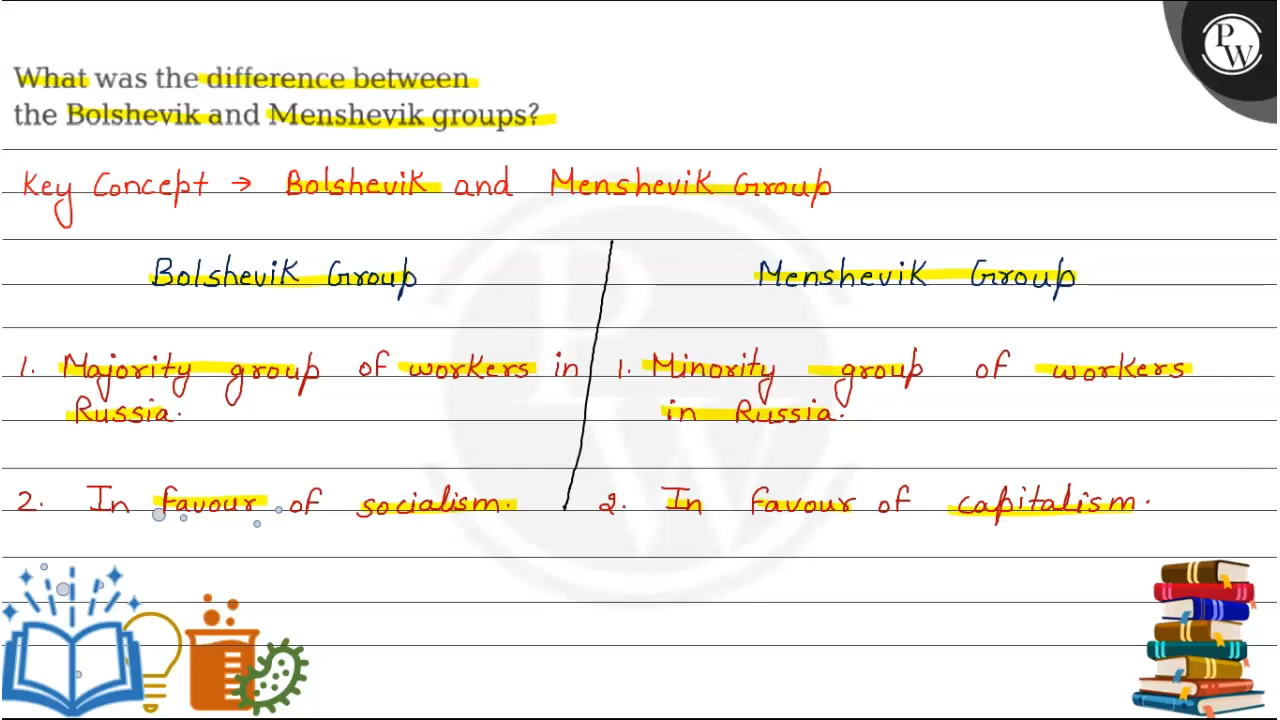 PW
What was the difference between
the Bolshevik and Menshevik groups?
Key Concept → Bolshevik and Menshevik Group
Bolshevik Group
Menshevik Group
1. Majority group of workers in
Russia.
1. Minority group of workers
in Russia.
2. In favour of socialism.
2. In favour of capitalism.